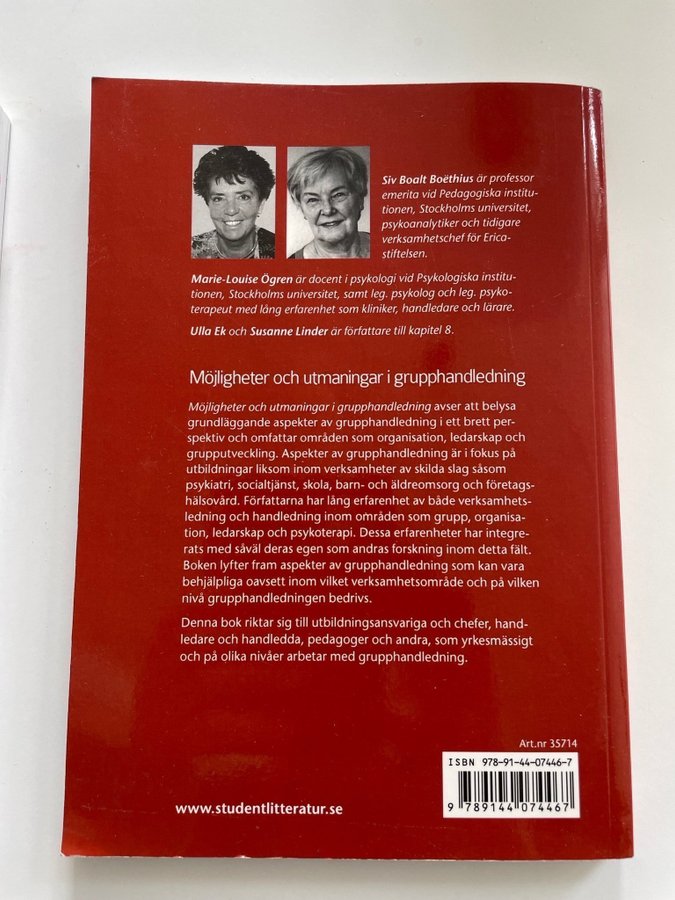 Siv Boalt Boëthius är professor
emerita vid Pedagogiska institu-
tionen, Stockholms universitet,
psykoanalytiker och tidigare
verksamhetschef för Erica-
stiftelsen.
Marie-Louise Ögren är docent i psykologi vid Psykologiska institu-
tionen, Stockholms universitet, samt leg. psykolog och leg. psyko-
terapeut med lång erfarenhet som kliniker, handledare och lärare.
Ulla Ek och Susanne Linder är författare till kapitel 8.
Möjligheter och utmaningar i grupphandledning
Möjligheter och utmaningar i grupphandledning avser att belysa
grundläggande aspekter av grupphandledning i ett brett per-
spektiv och omfattar områden som organisation, ledarskap och
grupputveckling. Aspekter av grupphandledning är i fokus på
utbildningar liksom inom verksamheter av skilda slag såsom
psykiatri, socialtjänst, skola, barn- och äldreomsorg och företags-
hälsovård. Författarna har lång erfarenhet av både verksamhets-
ledning och handledning inom områden som grupp, organisa-
tion, ledarskap och psykoterapi. Dessa erfarenheter har integre-
rats med såväl deras egen som andras forskning inom detta fält.
Boken lyfter fram aspekter av grupphandledning som kan vara
behjälpliga oavsett inom vilket verksamhetsområde och på vilken
nivå grupphandledningen bedrivs.
Denna bok riktar sig till utbildningsansvariga och chefer, hand-
ledare och handledda, pedagoger och andra, som yrkesmässigt
och på olika nivåer arbetar med grupphandledning.
Art.nr 35714
ISBN 978-91-44-07446-7
9 789144 074467
www.studentlitteratur.se